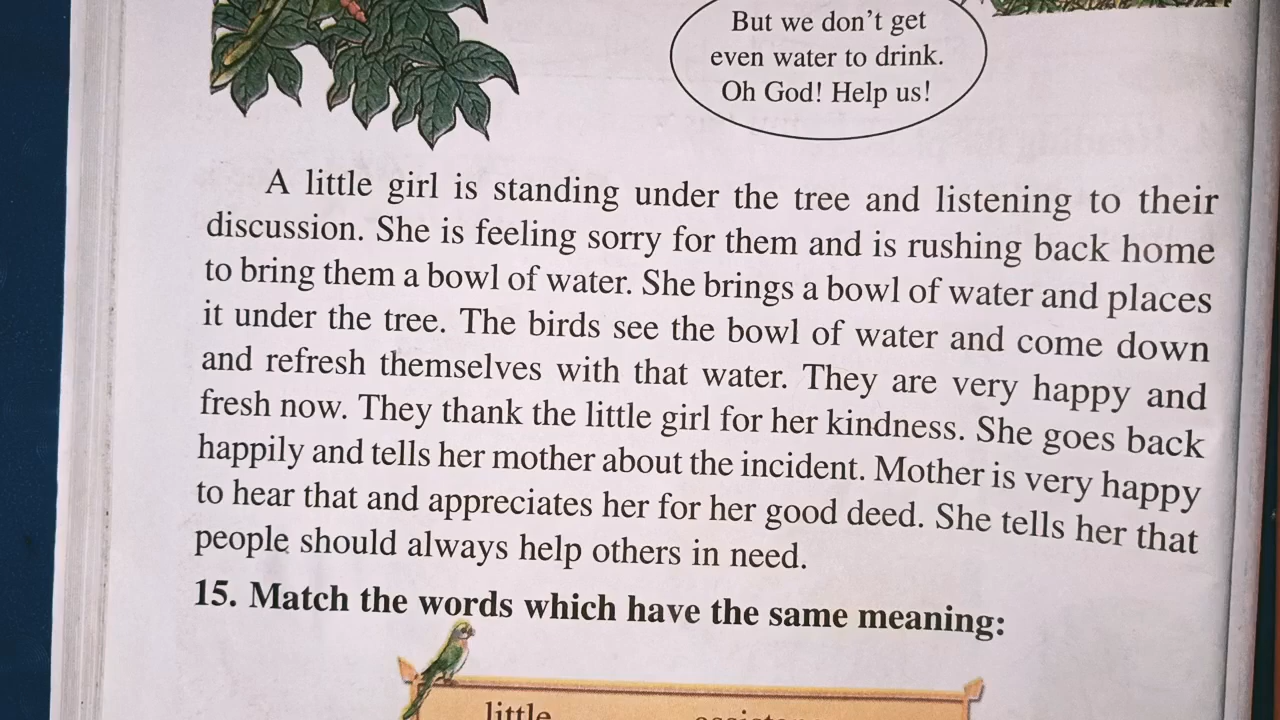 But we don't get
even water to drink.
Oh God! Help us!
A little girl is standing under the tree and listening to their
discussion. She is feeling sorry for them and is rushing back home
to bring them a bowl of water. She brings a bowl of water and places
it under the tree. The birds see the bowl of water and come down
and refresh themselves with that water. They are very happy and
fresh now. They thank the little girl for her kindness. She goes back
happily and tells her mother about the incident. Mother is very happy
to hear that and appreciates her for her good deed. She tells her that
people should always help others in need.
15. Match the words which have the same meaning:
little